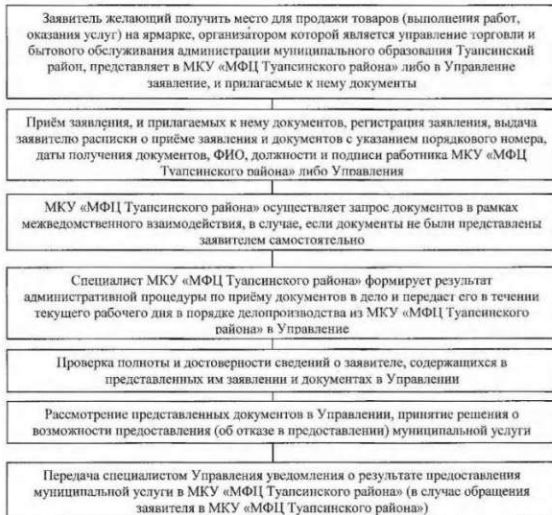 Заявитель желающий получить место для продажи товаров (выполнения работ,
оказания услуг) на ярмарке, организатором которой является управление торговли и
бытового обслуживания администрации муниципального образования Туапсинский
район, представляет в МКУ «МФЦ Туапсинского района» либо в Управление
заявление, и прилагаемые к нему документы
Приём заявления, и прилагаемых к нему документов, регистрация заявления, выдача
заявителю расписки о приёме заявления и документов с указанием порядкового номера,
даты получения документов, ФИО, должности и подписи работника МКУ «МФЦ
Туапсинского района» либо Управления
МКУ «МФЦ Туапсинского района» осуществляет запрос документов в рамках
межведомственного взаимодействия, в случае, если документы не были представлены
заявителем самостоятельно
Специалист МКУ «МФЦ Туапсинского района» формирует результат
административной процедуры по приёму документов в дело и передаст его в течении
текущего рабочего дня в порядке делопроизводства из МКУ «МФЦ Туапсинского
района» в Управление
Проверка полноты и достоверности сведений о заявителе, содержащихся в
представленных им заявлении и документах в Управлении
Рассмотрение представленных документов в Управлении, принятие решения о
возможности предоставления (об отказе в предоставлении) муниципальной услуги
Передача специалистом Управления уведомления о результате предоставления
муниципальной услуги в МКУ «МФЦ Туапсинского района» (в случае обращения
заявителя в МКУ «МФЦ Туапсинского района»)